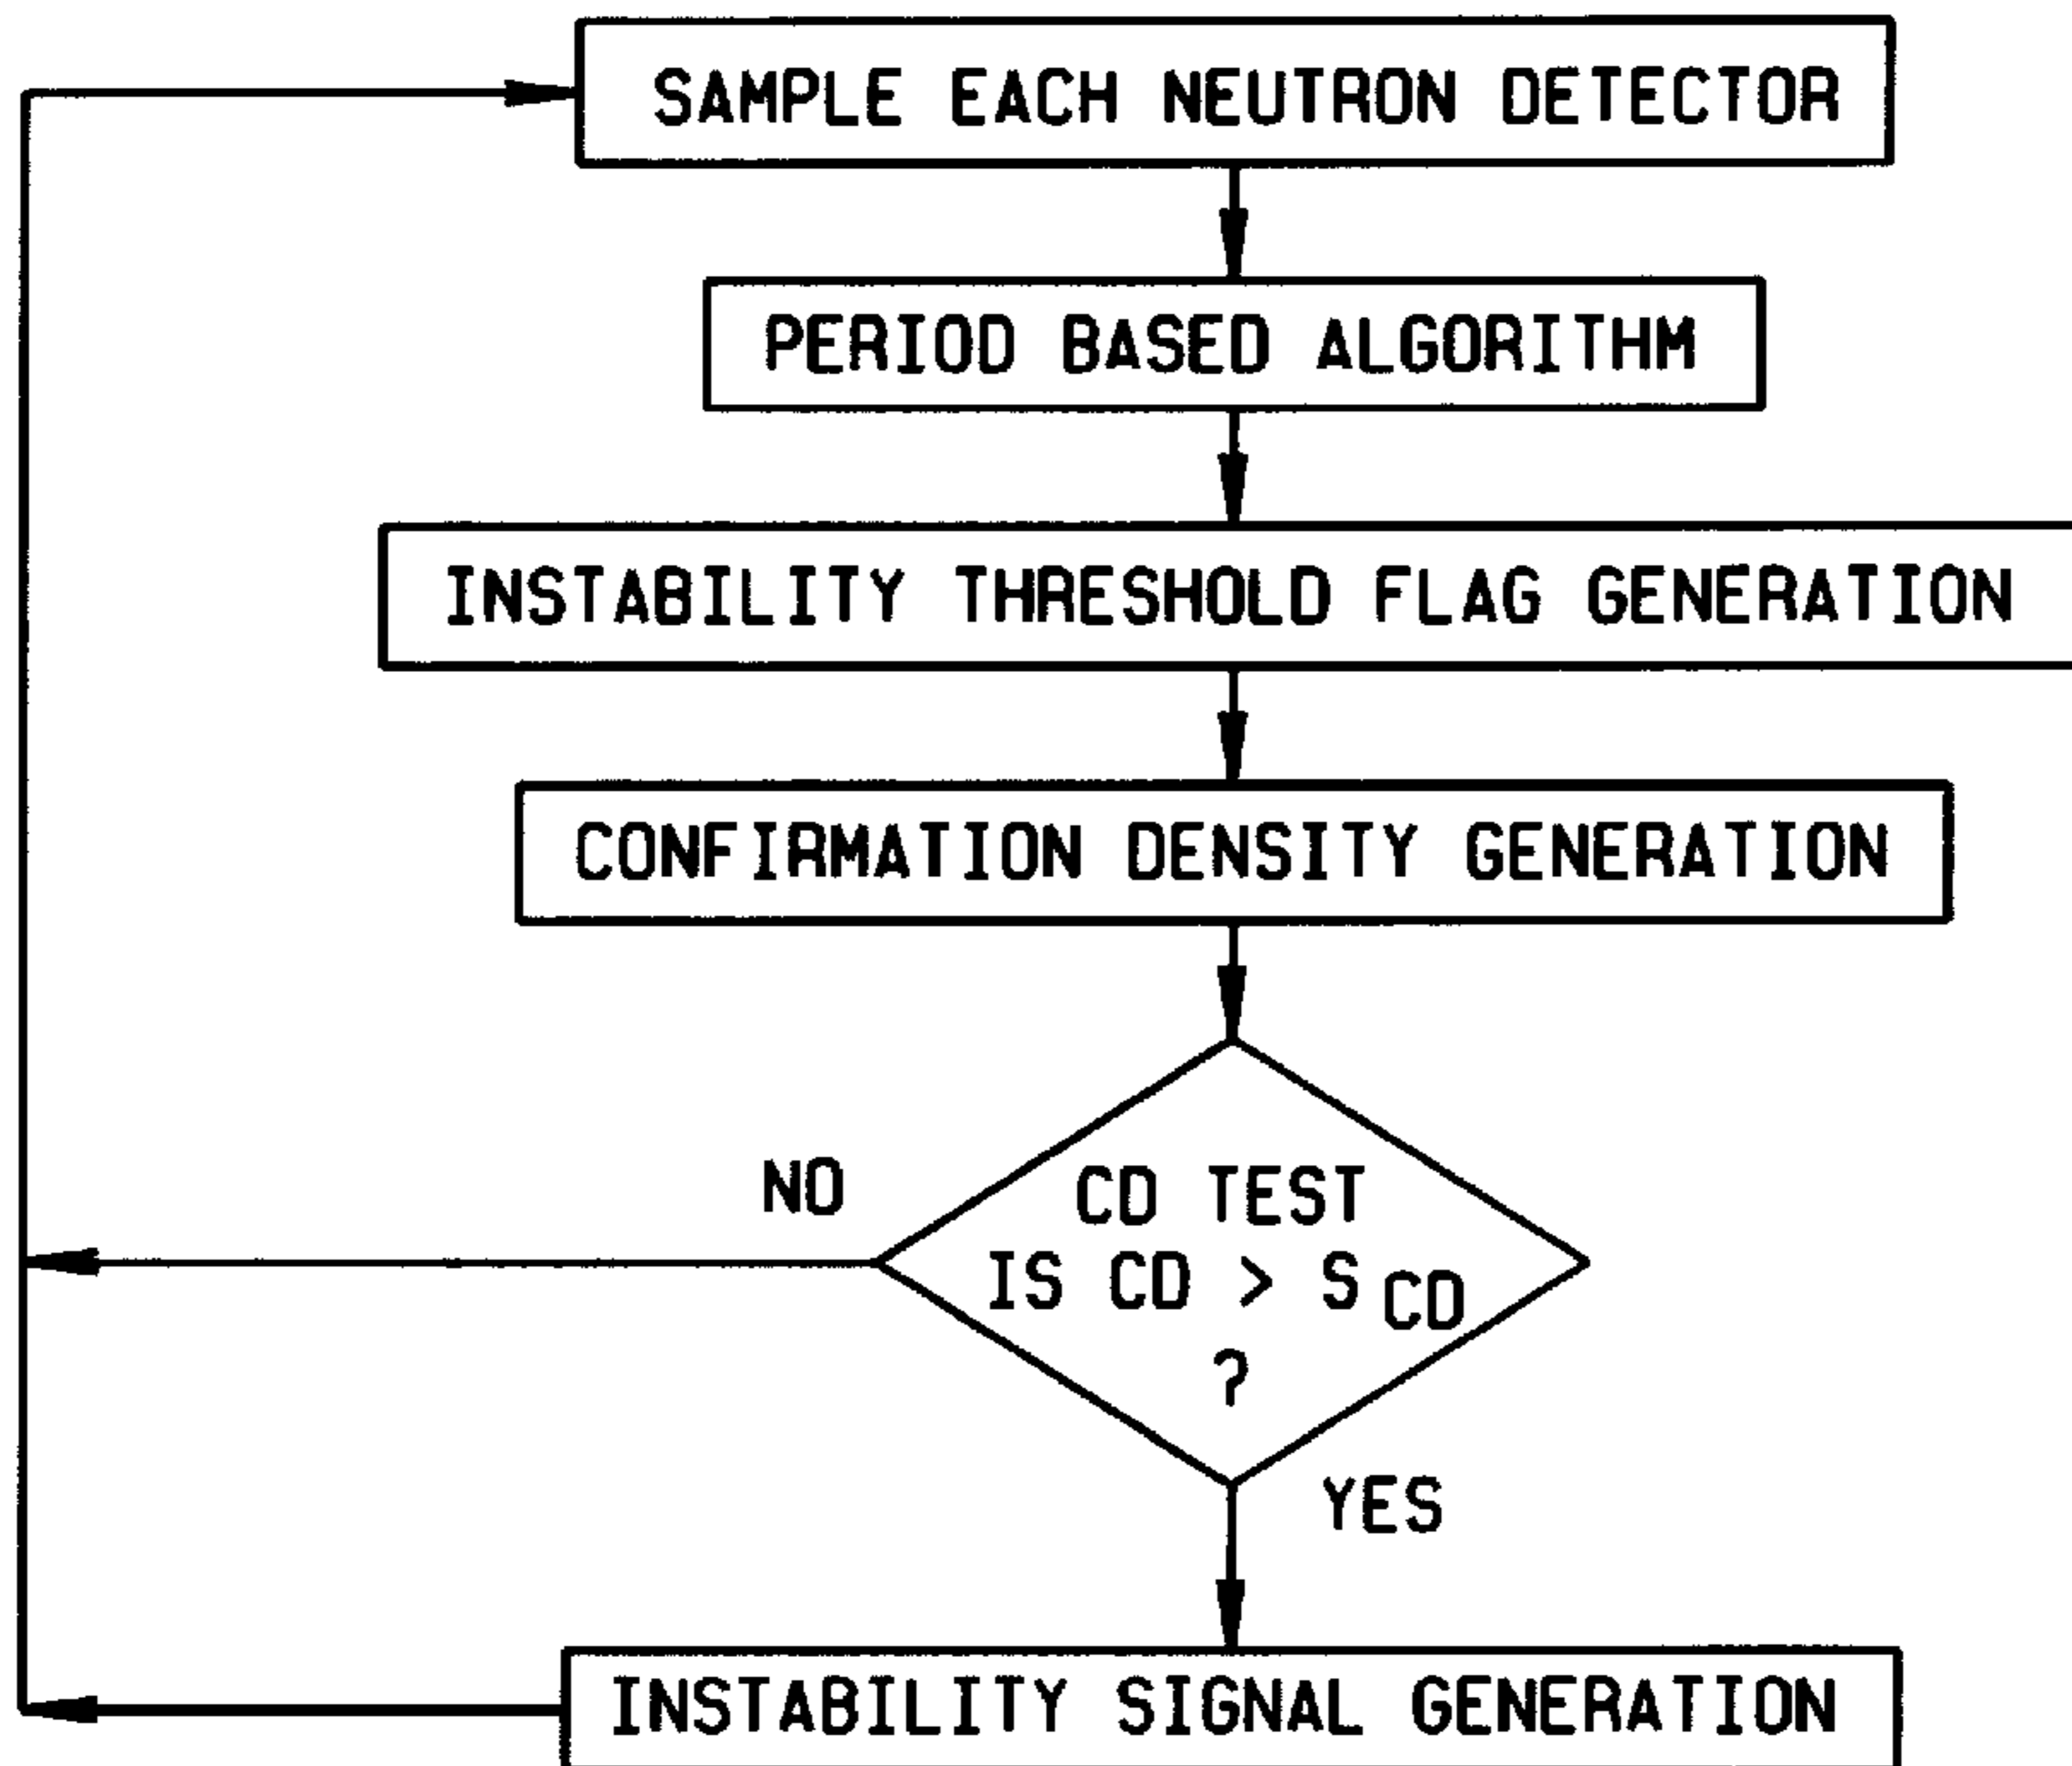 SAMPLE EACH NEUTRON DETECTOR
PERIOD BASED ALGORITHM
INSTABILITY THRESHOLD FLAG GENERATION
CONFIRMATION DENSITY GENERATION
NO
CD TEST
IS CD > S CD
?
YES
INSTABILITY SIGNAL GENERATION